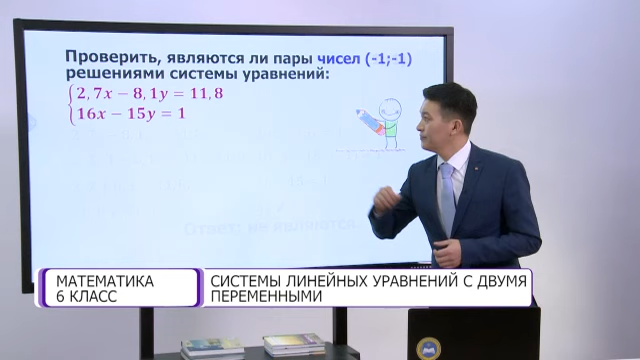 Проверить, являются ли пары чисел (-1;-1)
решениями системы уравнений:
2,7x − 8,1y = 11,8
16x − 15y = 1
Ответ: не являются
МАТЕМАТИКА
6 КЛАСС
СИСТЕМЫ ЛИНЕЙНЫХ УРАВНЕНИЙ С ДВУМЯ
ПЕРЕМЕННЫМИ